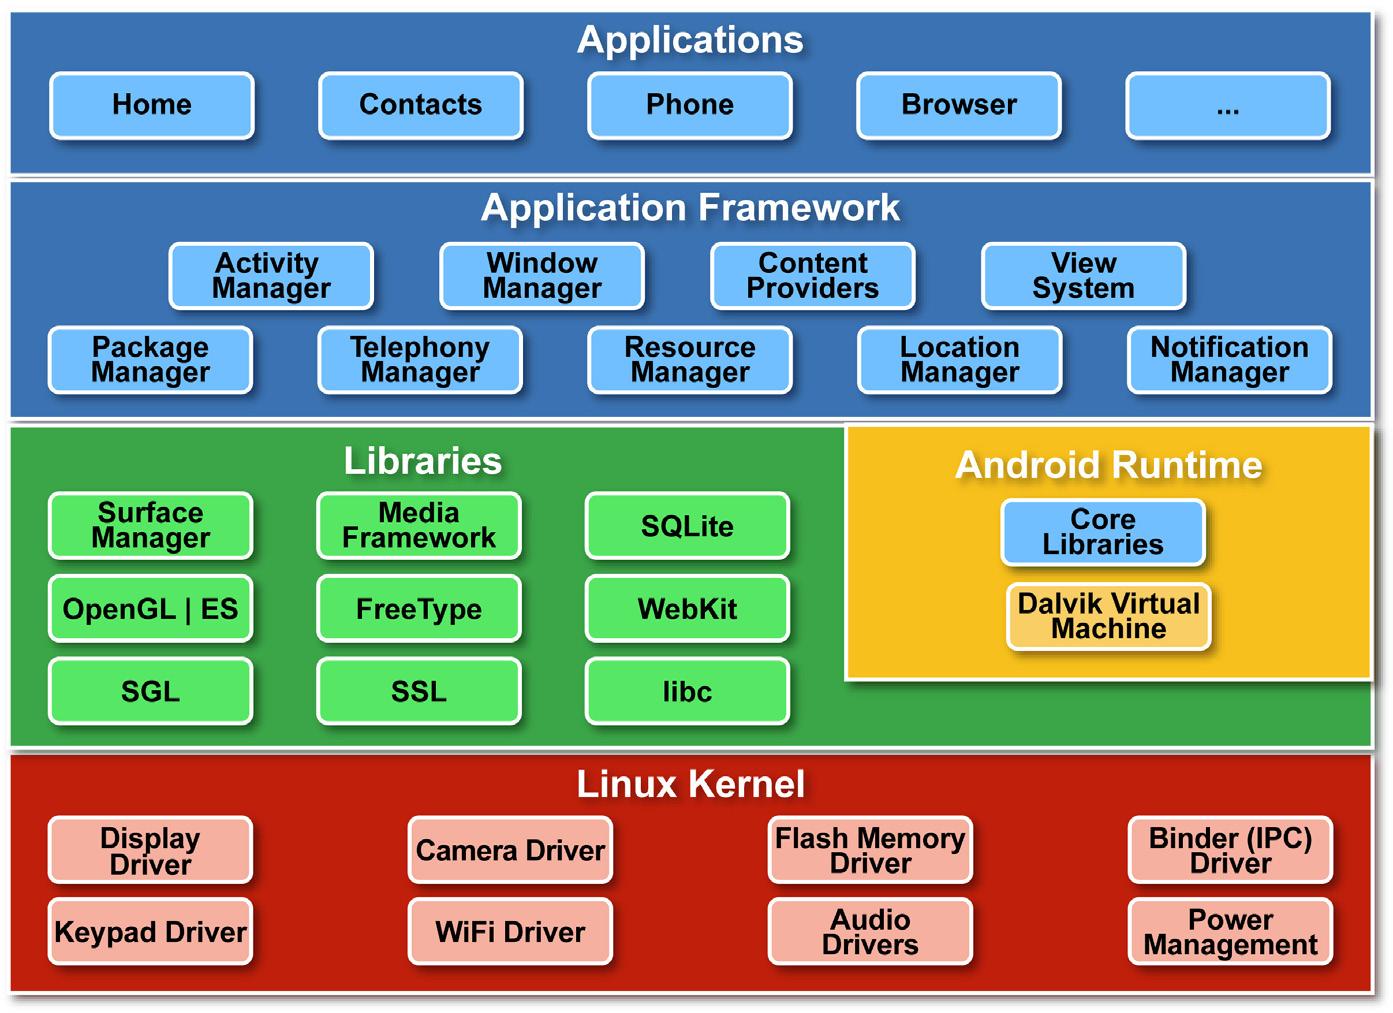 Applications
Home
Contacts
Phone
Browser
...
Application Framework
Activity
Manager
Window
Manager
Content
Providers
View
System
Package
Manager
Telephony
Manager
Resource
Manager
Location
Manager
Notification
Manager
Libraries
Surface
Manager
Media
Framework
SQLite
OpenGL | ES
FreeType
WebKit
SGL
SSL
libc
Android Runtime
Core
Libraries
Dalvik Virtual
Machine
Linux Kernel
Display
Driver
Camera Driver
Flash Memory
Driver
Binder (IPC)
Driver
Keypad Driver
WiFi Driver
Audio
Drivers
Power
Management